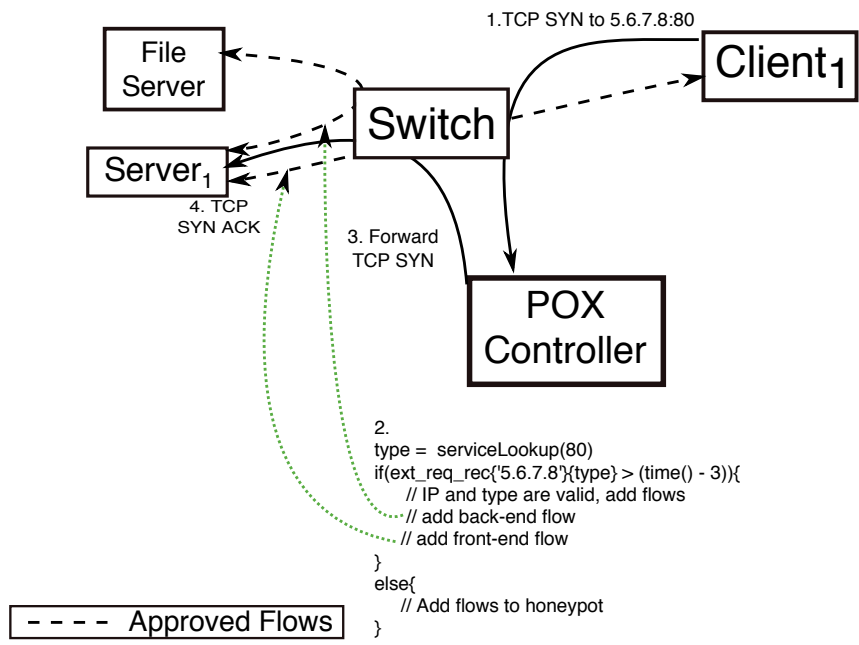 1.TCP SYN to 5.6.7.8:80
File
Server
Client1
Switch
Server1
4. TCP
SYN ACK
3. Forward
TCP SYN
POX
Controller
2.
type = serviceLookup(80)
if(ext_req_rec{'5.6.7.8'}{type} > (time() - 3)){
// IP and type are valid, add flows
// add back-end flow
// add front-end flow
}
else{
// Add flows to honeypot
}
Approved Flows